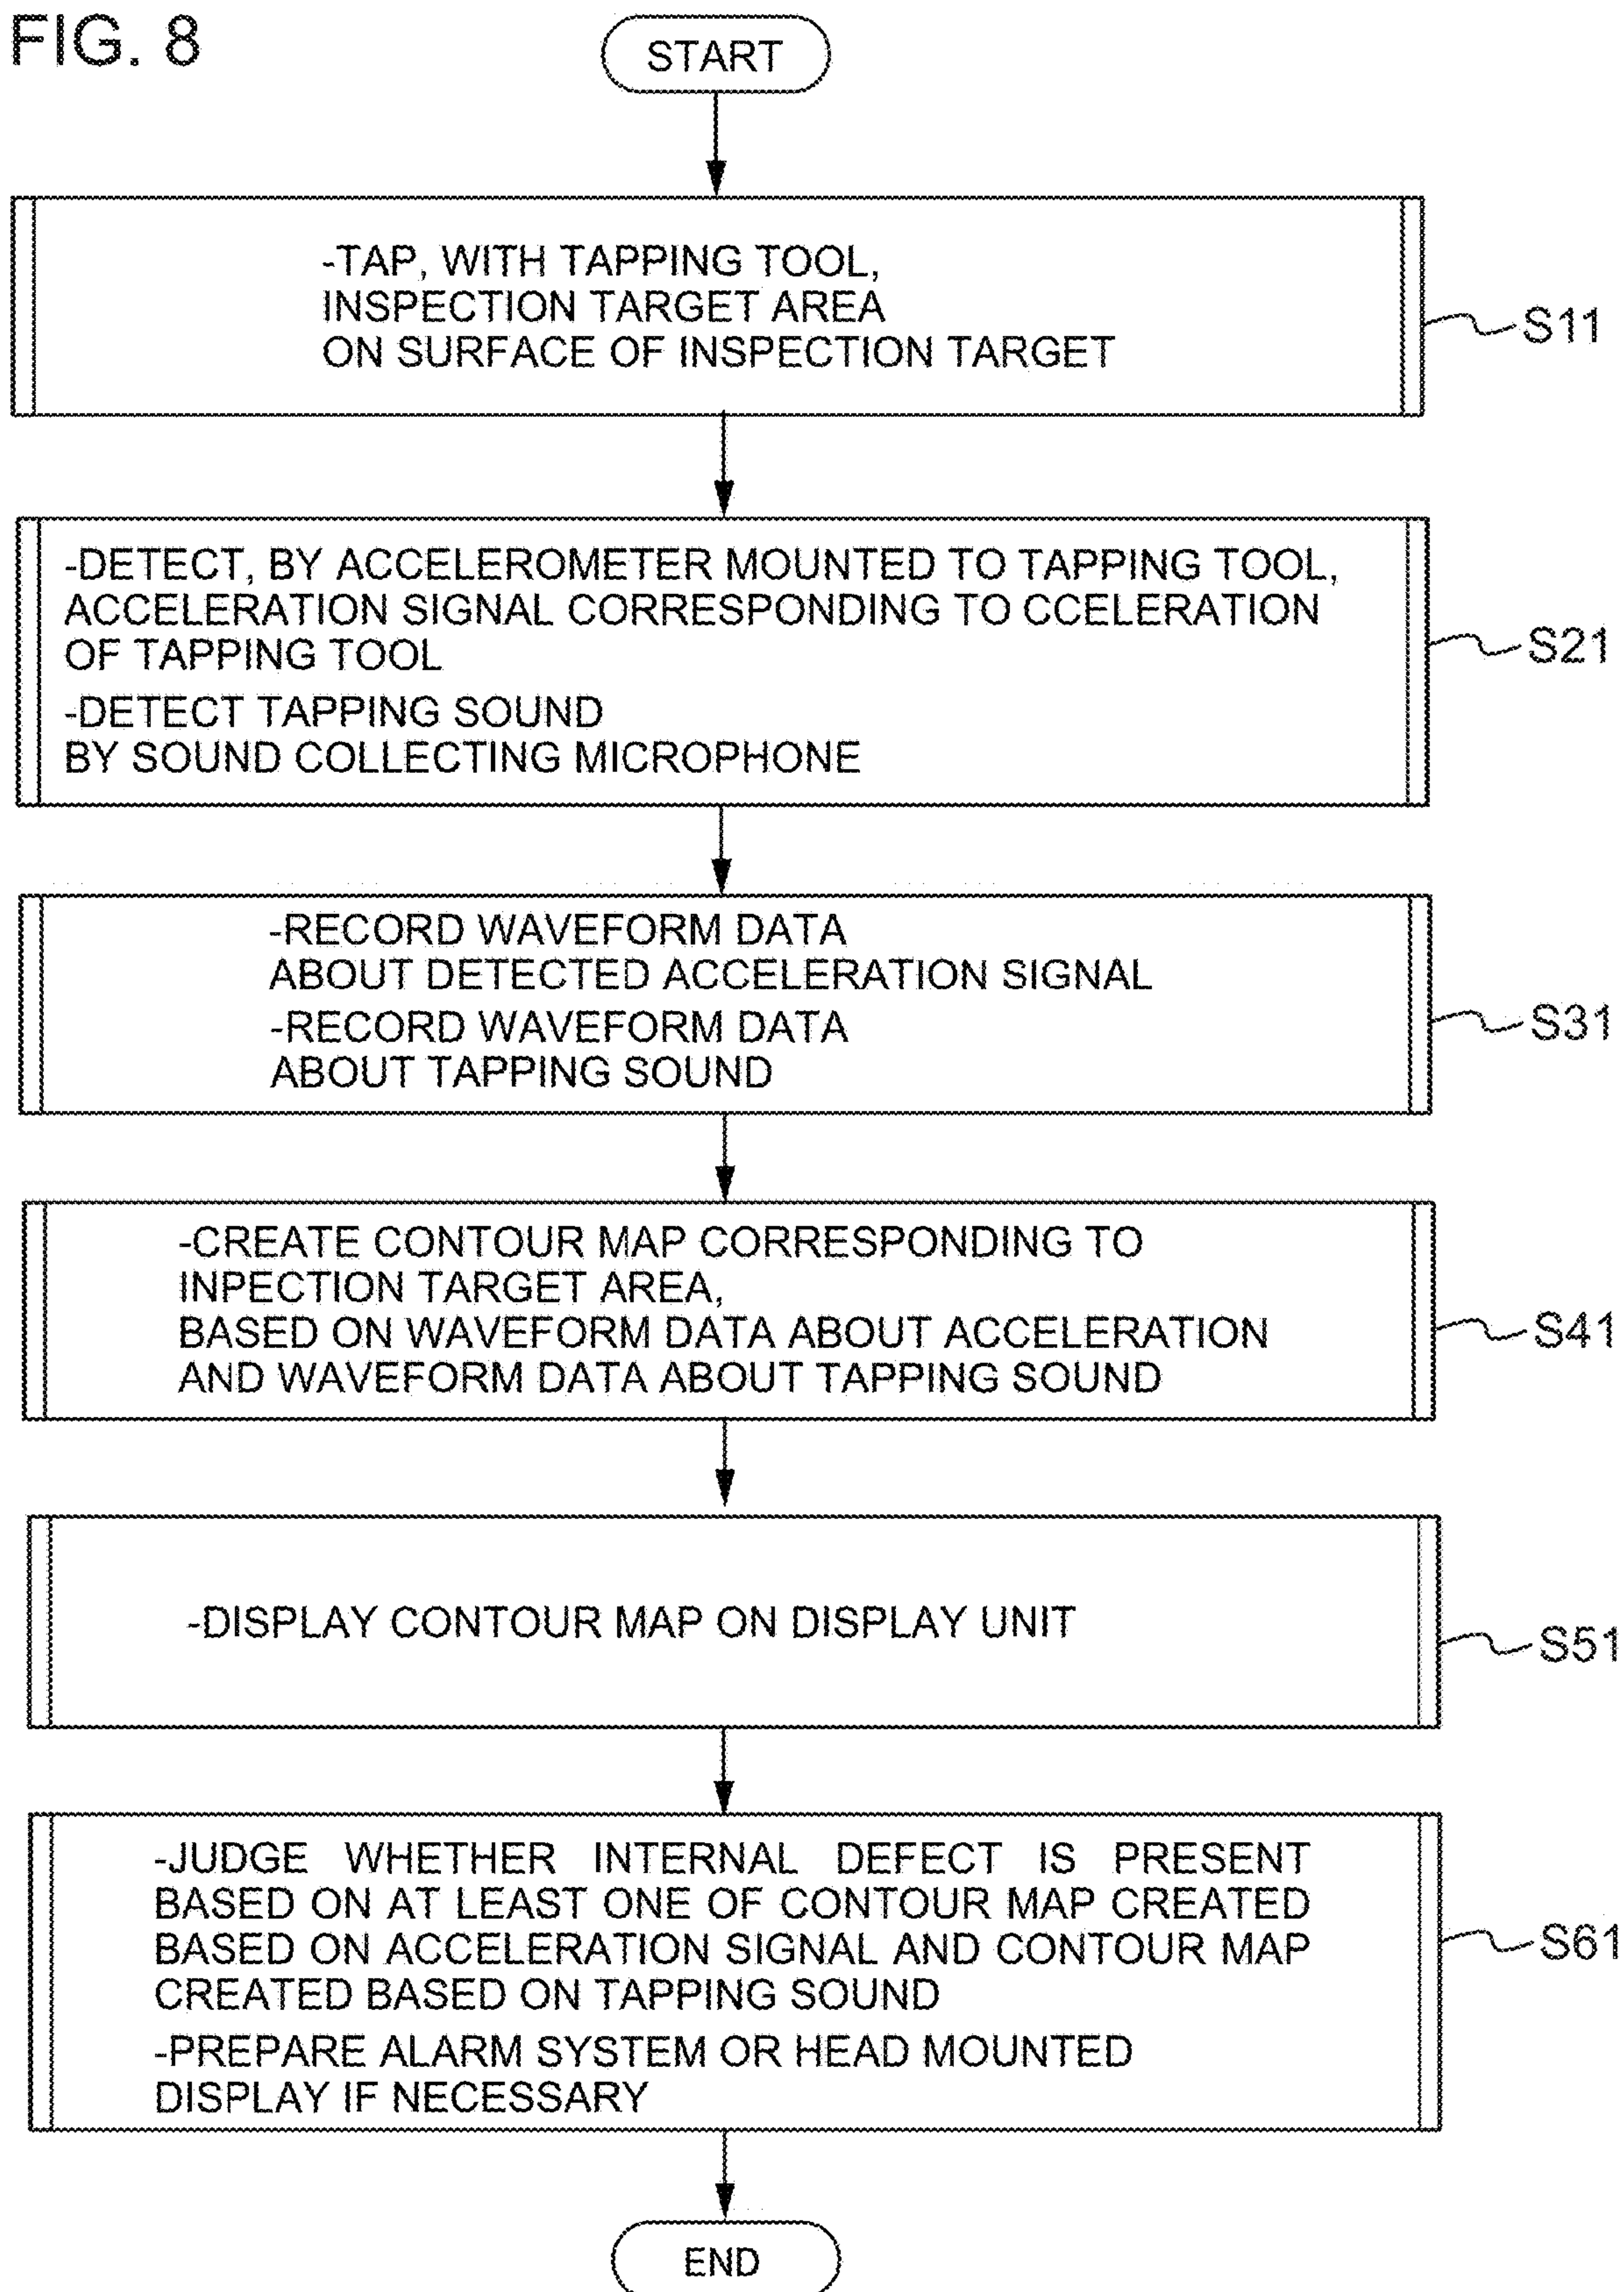 FIG. 8
START
-TAP, WITH TAPPING TOOL,
INSPECTION TARGET AREA
ON SURFACE OF INSPECTION TARGET
S11
-DETECT, BY ACCELEROMETER MOUNTED TO TAPPING TOOL,
ACCELERATION SIGNAL CORRESPONDING TO CCELERATION
OF TAPPING TOOL
-DETECT TAPPING SOUND
BY SOUND COLLECTING MICROPHONE
S21
-RECORD WAVEFORM DATA
ABOUT DETECTED ACCELERATION SIGNAL
-RECORD WAVEFORM DATA
ABOUT TAPPING SOUND
S31
-CREATE CONTOUR MAP CORRESPONDING TO
INPECTION TARGET AREA,
BASED ON WAVEFORM DATA ABOUT ACCELERATION
AND WAVEFORM DATA ABOUT TAPPING SOUND
S41
-DISPLAY CONTOUR MAP ON DISPLAY UNIT
S51
-JUDGE WHETHER INTERNAL DEFECT IS PRESENT
BASED ON AT LEAST ONE OF CONTOUR MAP CREATED
BASED ON ACCELERATION SIGNAL AND CONTOUR MAP
CREATED BASED ON TAPPING SOUND
-PREPARE ALARM SYSTEM OR HEAD MOUNTED
DISPLAY IF NECESSARY
S61
END